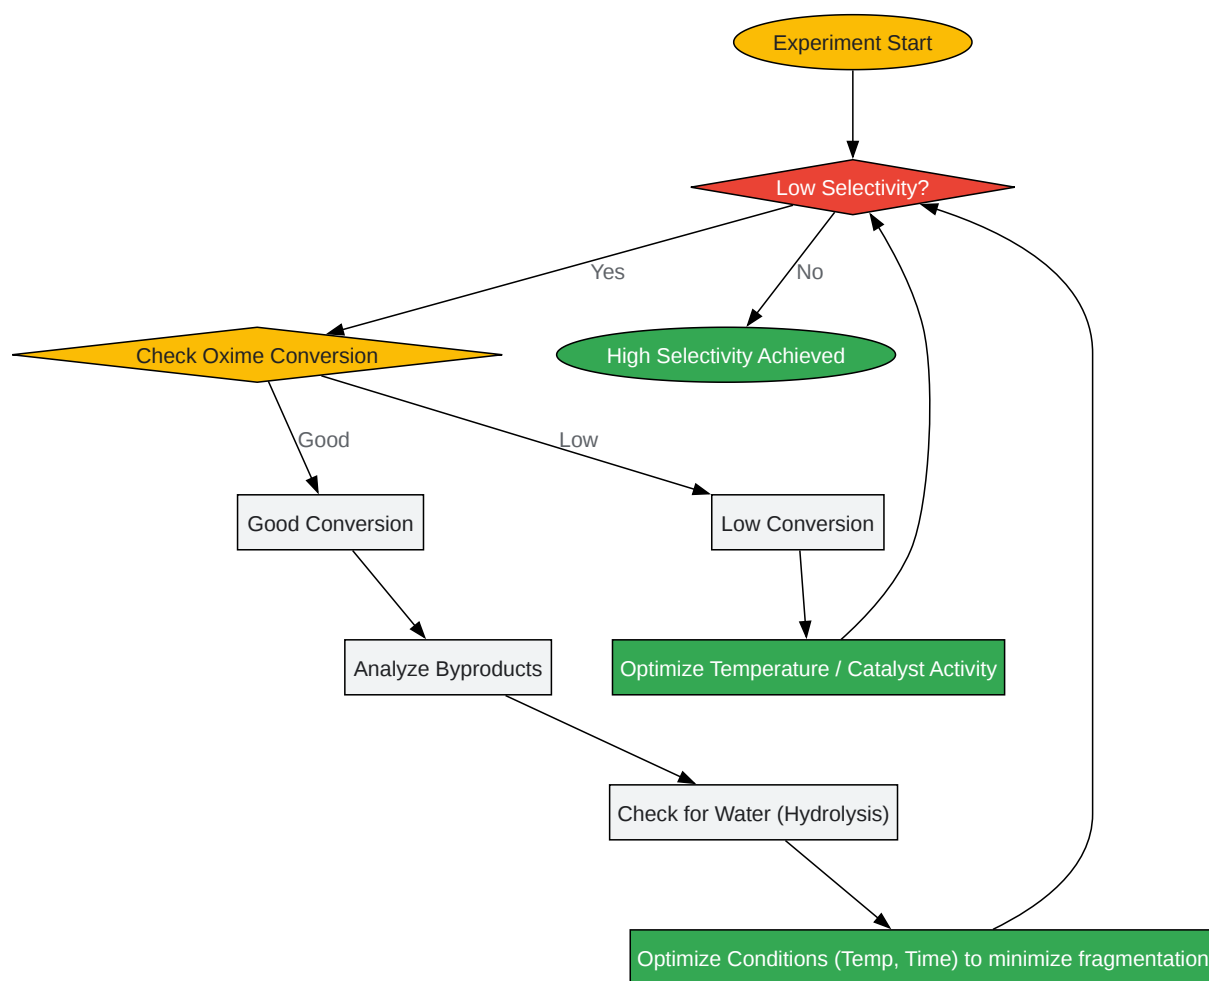 Experiment Start
Low Selectivity?
Yes
No
Check Oxime Conversion
High Selectivity Achieved
Good
Low
Good Conversion
Low Conversion
Analyze Byproducts
Optimize Temperature / Catalyst Activity
Check for Water (Hydrolysis)
Optimize Conditions (Temp, Time) to minimize fragmentation